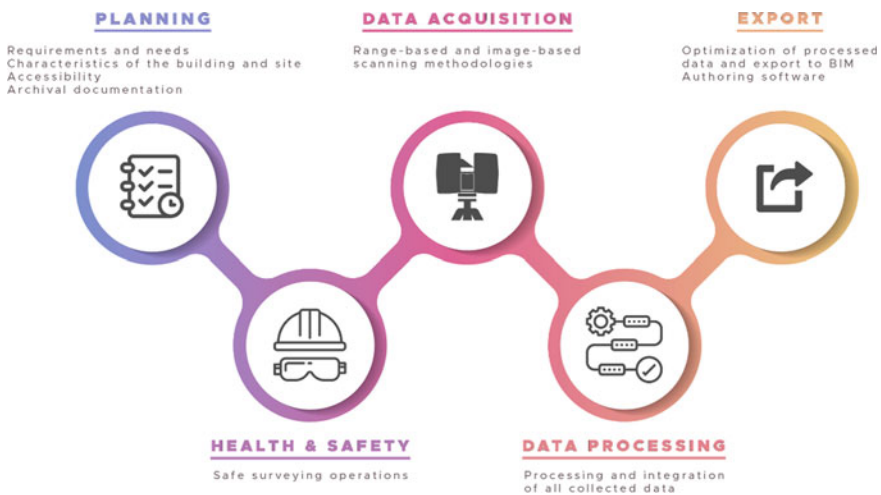 PLANNING
Requirements and needs
Characteristics of the building and site
Accessibility
Archival documentation
DATA ACQUISITION
Range-based and image-based
scanning methodologies
EXPORT
Optimization of processed
data and export to BIM
Authoring software
HEALTH & SAFETY
Safe surveying operations
DATA PROCESSING
Processing and integration
of all collected data